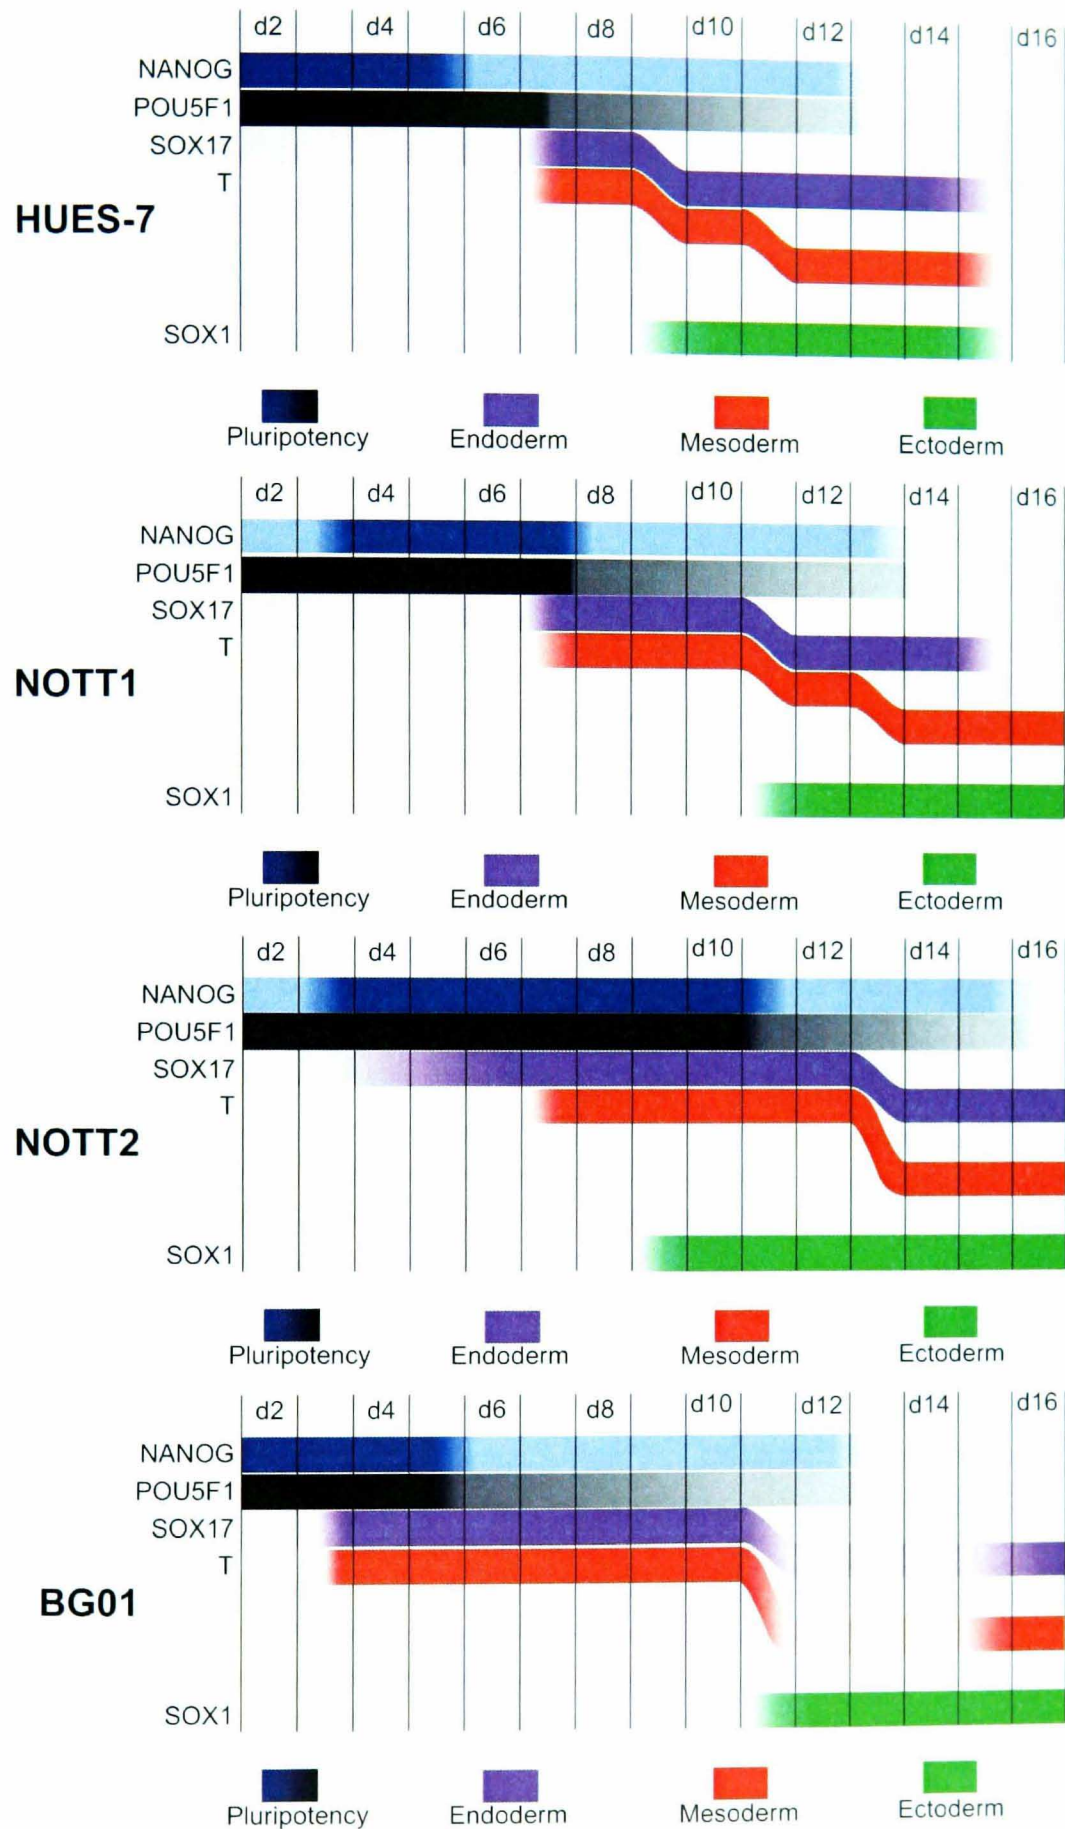 d2 d4 d6 d8 d10 d12 d14 d16
NANOG
POU5F1
SOX17
T
HUES-7
SOX1
Pluripotency Endoderm Mesoderm Ectoderm
d2 d4 d6 d8 d10 d12 d14 d16
NANOG
POU5F1
SOX17
T
NOTT1
SOX1
Pluripotency Endoderm Mesoderm Ectoderm
d2 d4 d6 d8 d10 d12 d14 d16
NANOG
POU5F1
SOX17
T
NOTT2
SOX1
Pluripotency Endoderm Mesoderm Ectoderm
d2 d4 d6 d8 d10 d12 d14 d16
NANOG
POU5F1
SOX17
T
BG01
SOX1
Pluripotency Endoderm Mesoderm Ectoderm